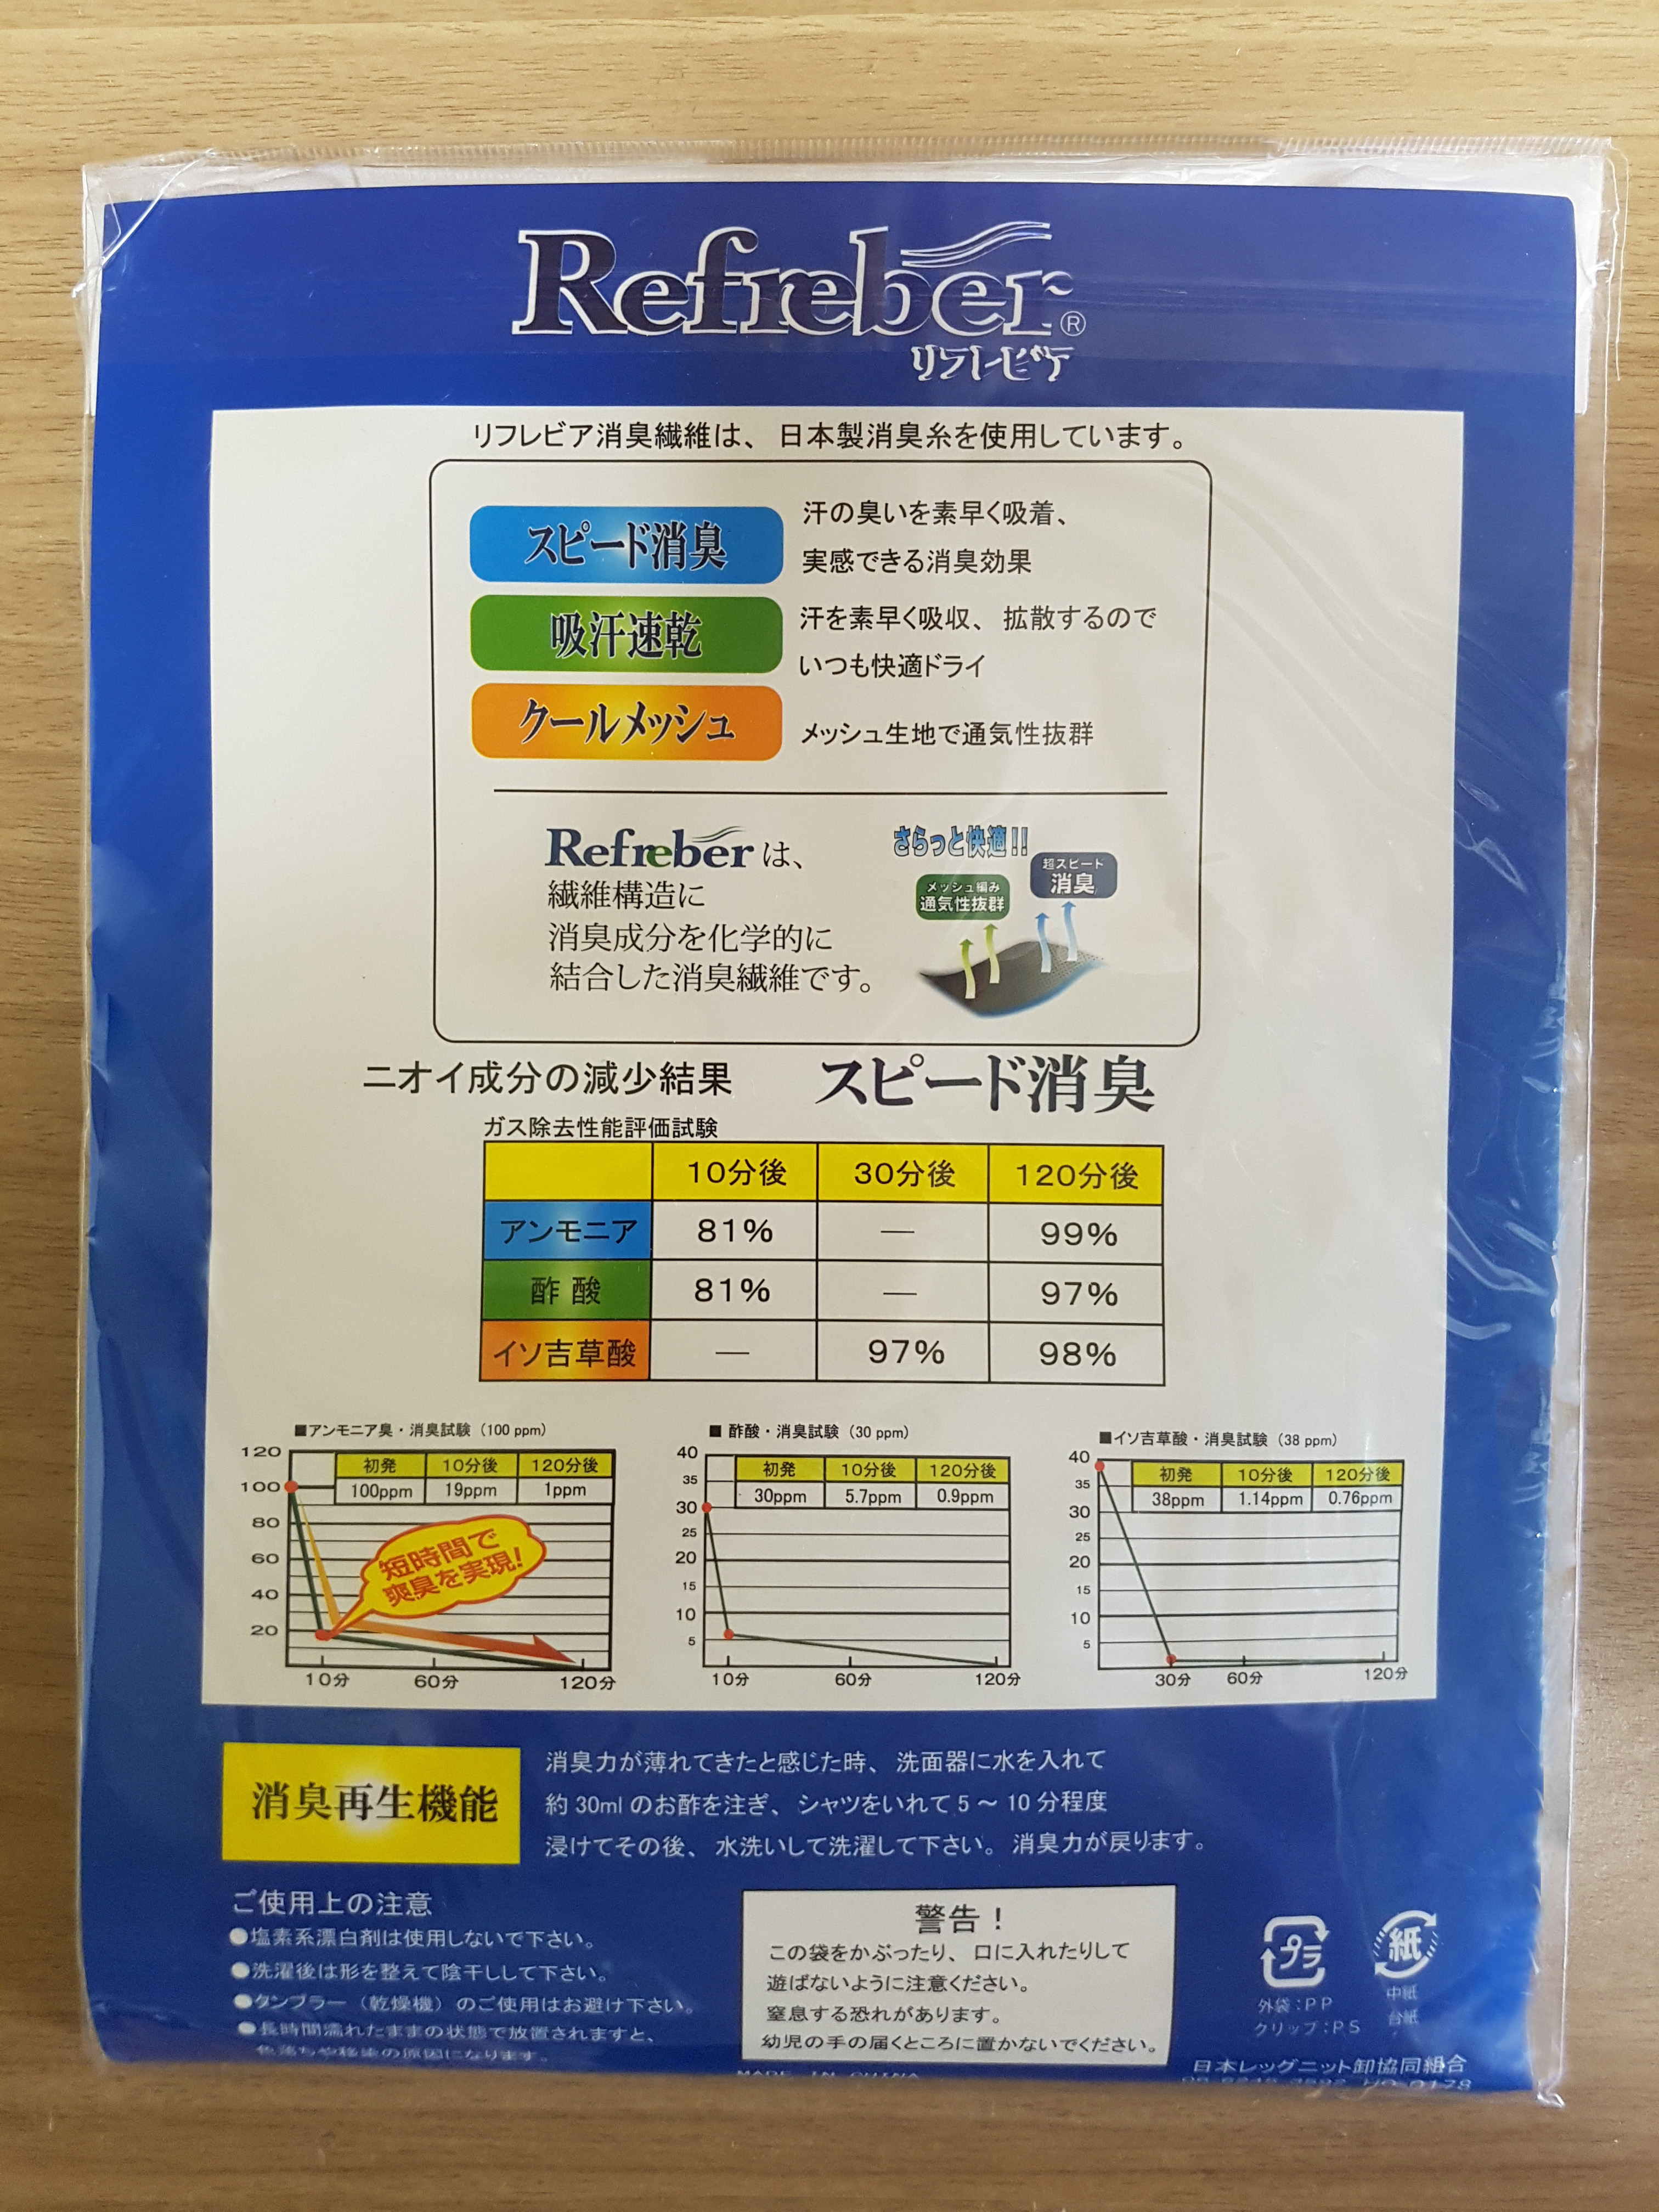 Refreber®
リフレビア
リフレビア消臭繊維は、日本製消臭糸を使用しています。
スピード消臭
汗の臭いを素早く吸着、
実感できる消臭効果
吸汗速乾
汗を素早く吸収、拡散するので
いつも快適ドライ
クールメッシュ
メッシュ生地で通気性抜群
Refreberは、
繊維構造に
消臭成分を化学的に
結合した消臭繊維です。
さらっと快適!!
メッシュ編み
通気性抜群
超スピード
消臭
ニオイ成分の減少結果 スピード消臭
ガス除去性能評価試験
10分後 30分後 120分後
アンモニア 81% — 99%
酢酸 81% — 97%
イソ吉草酸 — 97% 98%
■アンモニア臭・消臭試験（100 ppm）
初発 10分後 120分後
100ppm 19ppm 1ppm
120
100
80
60
40
20
短時間で
爽臭を実現!
10分 60分 120分
■ 酢酸・消臭試験（30 ppm）
初発 10分後 120分後
30ppm 5.7ppm 0.9ppm
40
35
30
25
20
15
10
5
10分 60分 120分
■イソ吉草酸・消臭試験（38 ppm）
初発 10分後 120分後
38ppm 1.14ppm 0.76ppm
40
35
30
25
20
15
10
5
30分 60分 120分
消臭再生機能
消臭力が薄れてきたと感じた時、洗面器に水を入れて
約30mlのお酢を注ぎ、シャツをいれて5～10分程度
浸けてその後、水洗いして洗濯して下さい。消臭力が戻ります。
ご使用上の注意
●塩素系漂白剤は使用しないで下さい。
●洗濯後は形を整えて陰干しして下さい。
●タンブラー（乾燥機）のご使用はお避け下さい。
●長時間濡れたままの状態で放置されますと、
色落ちや移染の原因になります。
警告！
この袋をかぶったり、口に入れたりして
遊ばないように注意ください。
窒息する恐れがあります。
幼児の手の届くところに置かないでください。
MADE IN CHINA
プラ
外袋：PP
クリップ：PS
紙
中紙
台紙
日本レッグニット卸協同組合